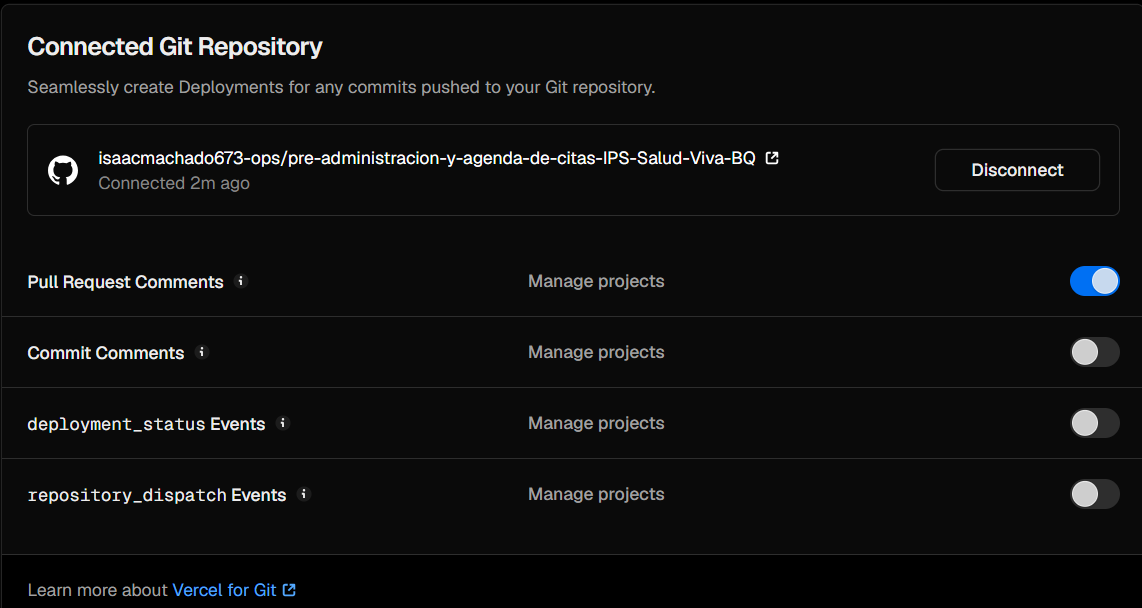 Connected Git Repository
Seamlessly create Deployments for any commits pushed to your Git repository.
isaacmachado673-ops/pre-administracion-y-agenda-de-citas-IPS-Salud-Viva-BQ
Connected 2m ago
Disconnect
Pull Request Comments
Manage projects
Commit Comments
Manage projects
deployment_status Events
Manage projects
repository_dispatch Events
Manage projects
Learn more about Vercel for Git